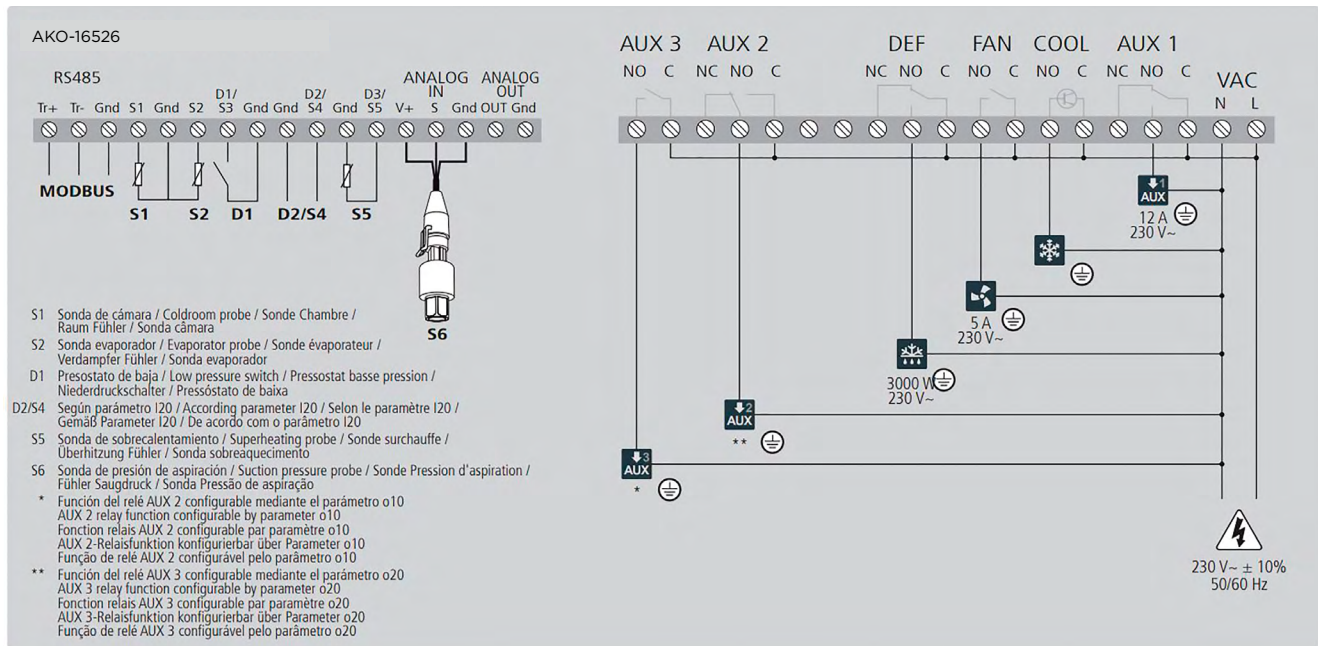 AKO-16526
RS485
ANALOG IN
ANALOG OUT
D1/ S3
D2/ S4
D3/ S5
Tr+ Tr- Gnd S1 Gnd S2 D1/S3 Gnd Gnd D2/S4 Gnd D3/S5 V+ S Gnd OUT Gnd
MODBUS
S1 S2 D1 D2/S4 S5
S6
S1 Sonda de cámara / Coldroom probe / Sonde Chambre /
Raum Fühler / Sonda câmara
S2 Sonda evaporador / Evaporator probe / Sonde évaporateur /
Verdampfer Fühler / Sonda evaporador
D1 Presostato de baja / Low pressure switch / Pressostat basse pression /
Niederdruckschalter / Pressóstato de baixa
D2/S4 Según parámetro I20 / According parameter I20 / Selon le paramètre I20 /
Gemäß Parameter I20 / De acordo com o parâmetro I20
S5 Sonda de sobrecalentamiento / Superheating probe / Sonde surchauffe /
Überhitzung Fühler / Sonda sobreaquecimento
S6 Sonda de presión de aspiración / Suction pressure probe / Sonde Pression d'aspiration /
Fühler Saugdruck / Sonda Pressão de aspiração
* Función del relé AUX 2 configurable mediante el parámetro o10
AUX 2 relay function configurable by parameter o10
Fonction relais AUX 2 configurable par paramètre o10
AUX 2-Relaisfunktion konfigurierbar über Parameter o10
Função de relé AUX 2 configurável pelo parâmetro o10
** Función del relé AUX 3 configurable mediante el parámetro o20
AUX 3 relay function configurable by parameter o20
Fonction relais AUX 3 configurable par paramètre o20
AUX 3-Relaisfunktion konfigurierbar über Parameter o20
Função de relé AUX 3 configurável pelo parâmetro o20
AUX 3 AUX 2 DEF FAN COOL AUX 1
NO C NC NO C NC NO C NO C NO C NC NO C
VAC
N L
1
AUX
12 A
230 V~
5 A
230 V~
3000 W
230 V~
2
AUX
**
3
AUX
*
230 V~ ± 10%
50/60 Hz